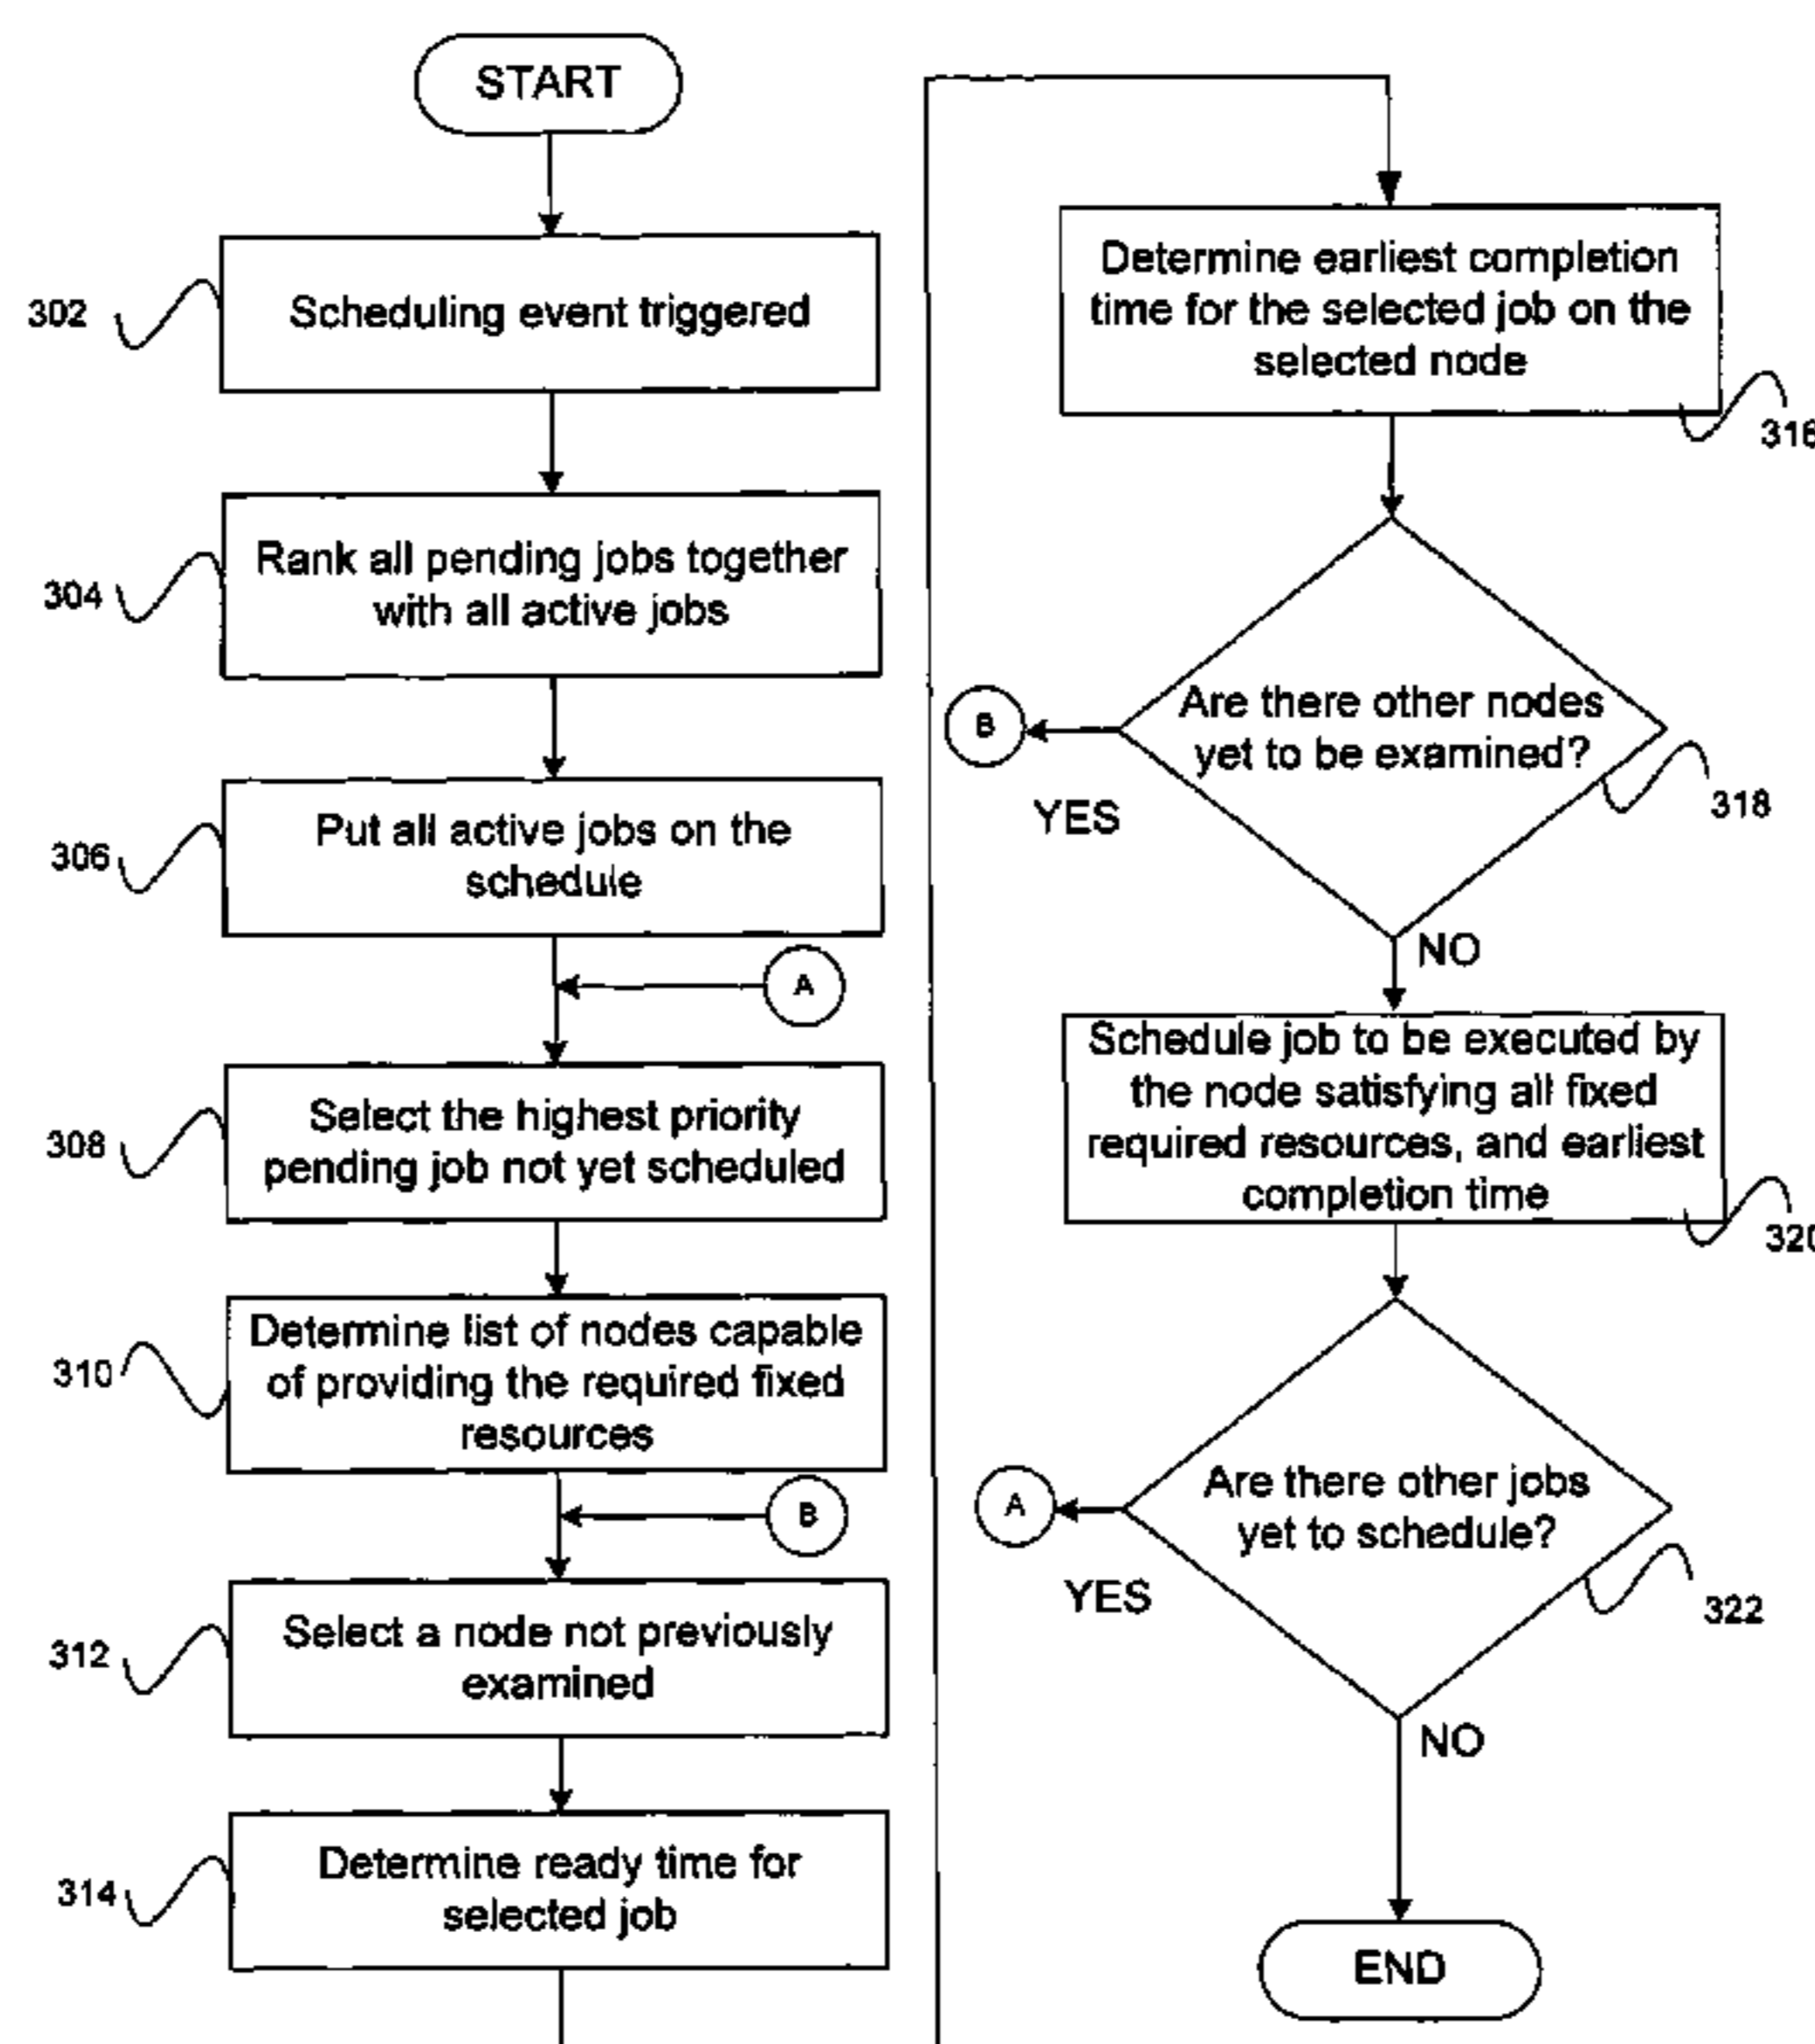 START
302
Scheduling event triggered
304
Rank all pending jobs together
with all active jobs
306
Put all active jobs on the
schedule
A
308
Select the highest priority
pending job not yet scheduled
310
Determine list of nodes capable
of providing the required fixed
resources
B
312
Select a node not previously
examined
314
Determine ready time for
selected job
Determine earliest completion
time for the selected job on the
selected node
316
B
Are there other nodes
yet to be examined?
318
YES
NO
Schedule job to be executed by
the node satisfying all fixed
required resources, and earliest
completion time
320
A
Are there other jobs
yet to schedule?
322
YES
NO
END